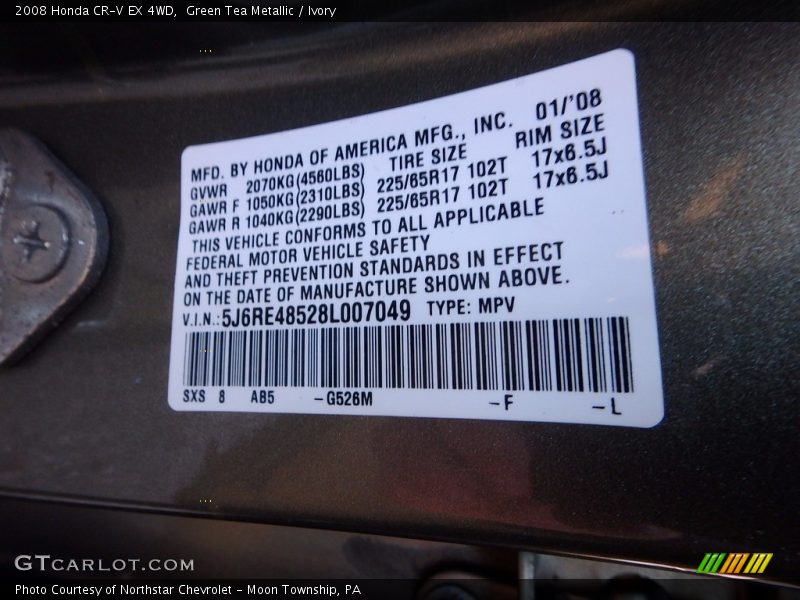 2008 Honda CR-V EX 4WD,  Green Tea Metallic / Ivory
MFD. BY HONDA OF AMERICA MFG., INC. 01/'08
GVWR 2070KG(4560LBS) TIRE SIZE RIM SIZE
GAWR F 1050KG(2310LBS) 225/65R17 102T 17x6.5J
GAWR R 1040KG(2290LBS) 225/65R17 102T 17x6.5J
THIS VEHICLE CONFORMS TO ALL APPLICABLE
FEDERAL MOTOR VEHICLE SAFETY
AND THEFT PREVENTION STANDARDS IN EFFECT
ON THE DATE OF MANUFACTURE SHOWN ABOVE.
V.I.N.:5J6RE48528L007049 TYPE: MPV
SXS 8 AB5 -G526M -F -L
GTCARLOT.COM
Photo Courtesy of Northstar Chevrolet - Moon Township, PA